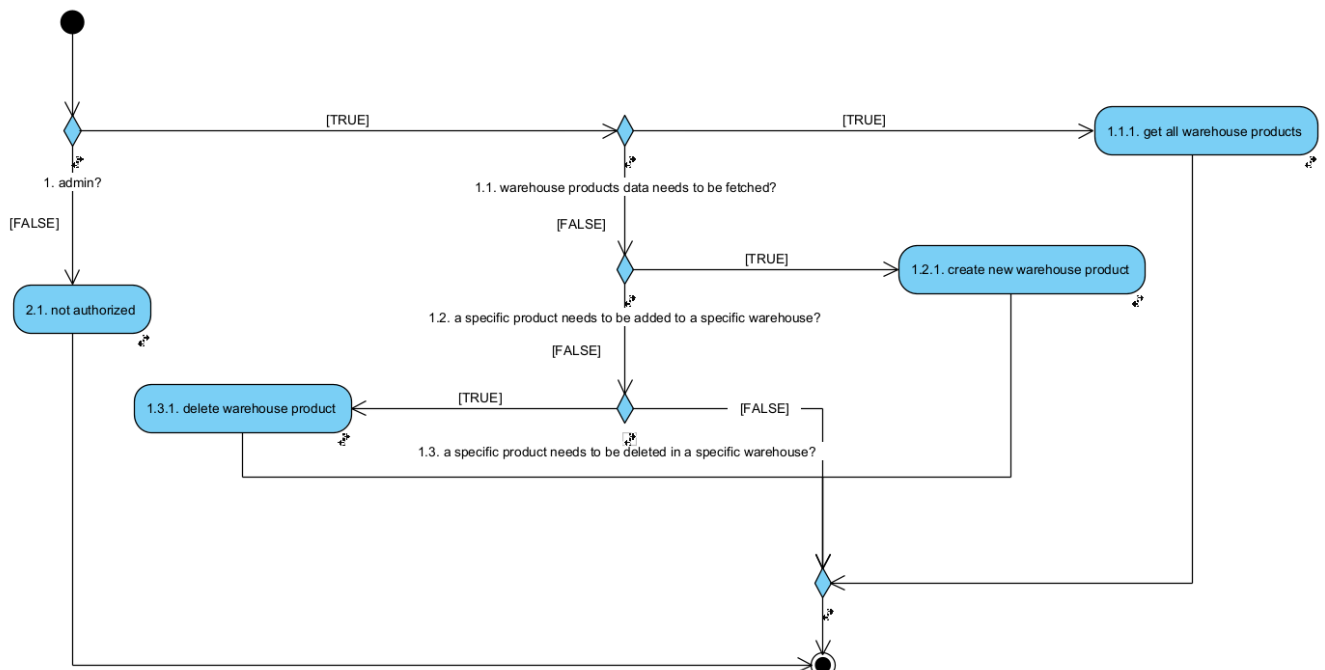 [TRUE]
[TRUE]
1.1.1. get all warehouse products
1. admin?
1.1. warehouse products data needs to be fetched?
[FALSE]
[FALSE]
[TRUE]
1.2.1. create new warehouse product
2.1. not authorized
1.2. a specific product needs to be added to a specific warehouse?
[FALSE]
[TRUE]
1.3.1. delete warehouse product
[FALSE]
1.3. a specific product needs to be deleted in a specific warehouse?